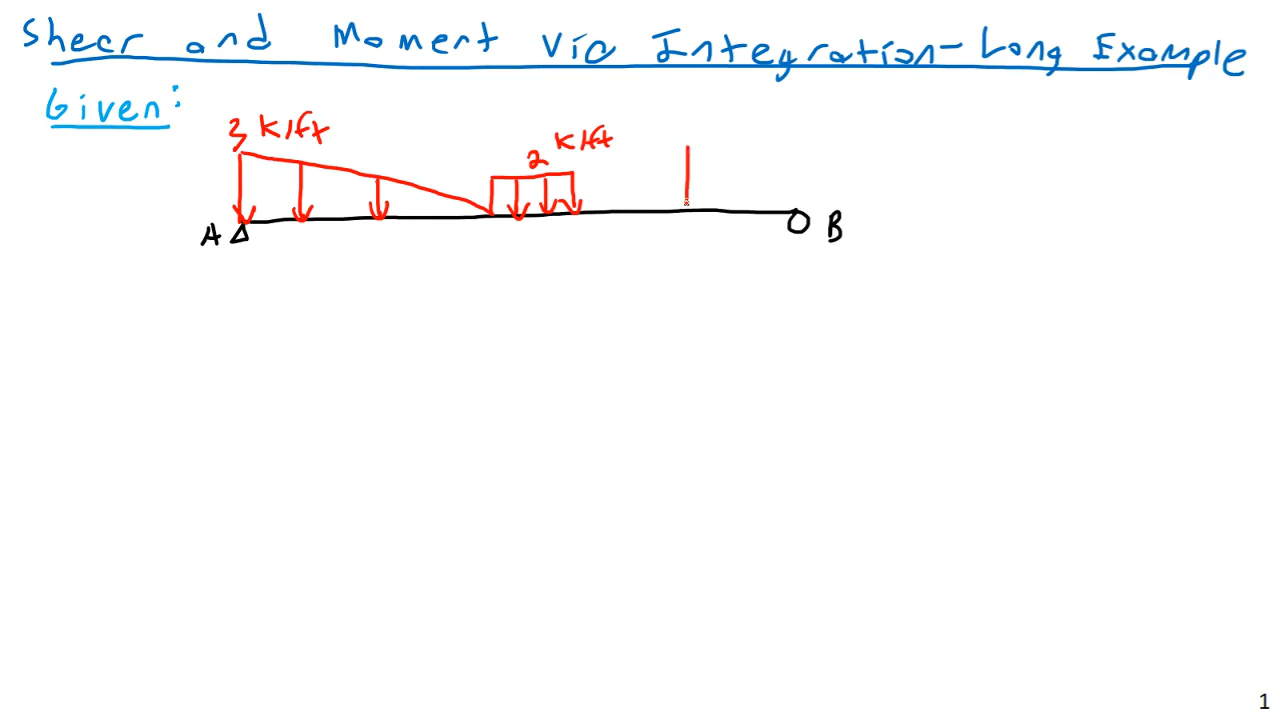 Shear and Moment Via Integration- Long Example
Given:
3 k/ft
2 k/ft
A
B
1